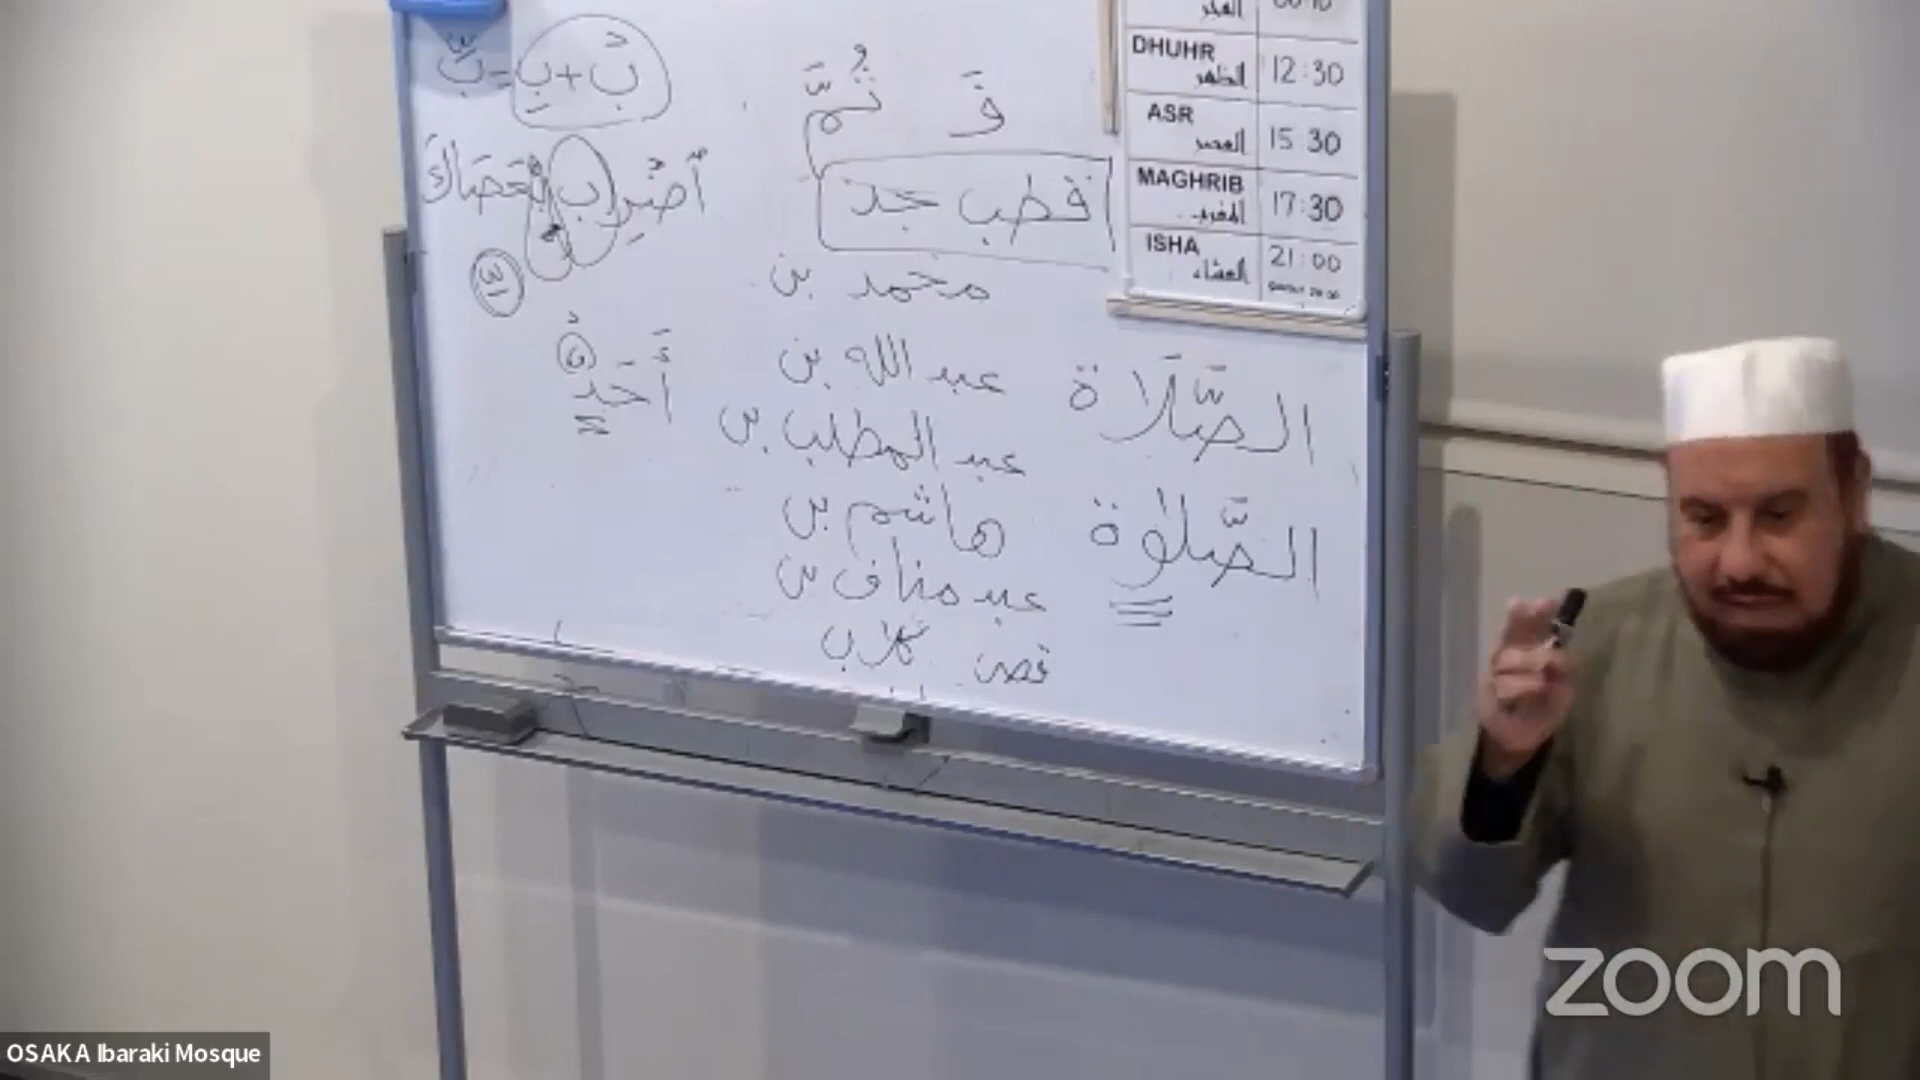 بْ + بِ = بِّ
ثُمَّ فَ
اُضْرِب بِعَصَاكَ
قطب جد
محمد بن
عبد الله بن
أَحَدْ
عبد المطلب بن
هاشم بن
عبد مناف بن
قصي كلاب
الصَّلَاة
الصَّلَوٰة
الفجر
DHUHR الظهر 12:30
ASR العصر 15 30
MAGHRIB المغرب 17:30
ISHA العشاء 21:00
zoom
OSAKA Ibaraki Mosque